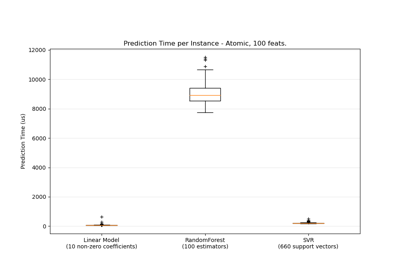 Prediction Time per Instance - Atomic, 100 feats.
Prediction Time (us)
12000
10000
8000
6000
4000
2000
0
Linear Model
(10 non-zero coefficients)
RandomForest
(100 estimators)
SVR
(660 support vectors)